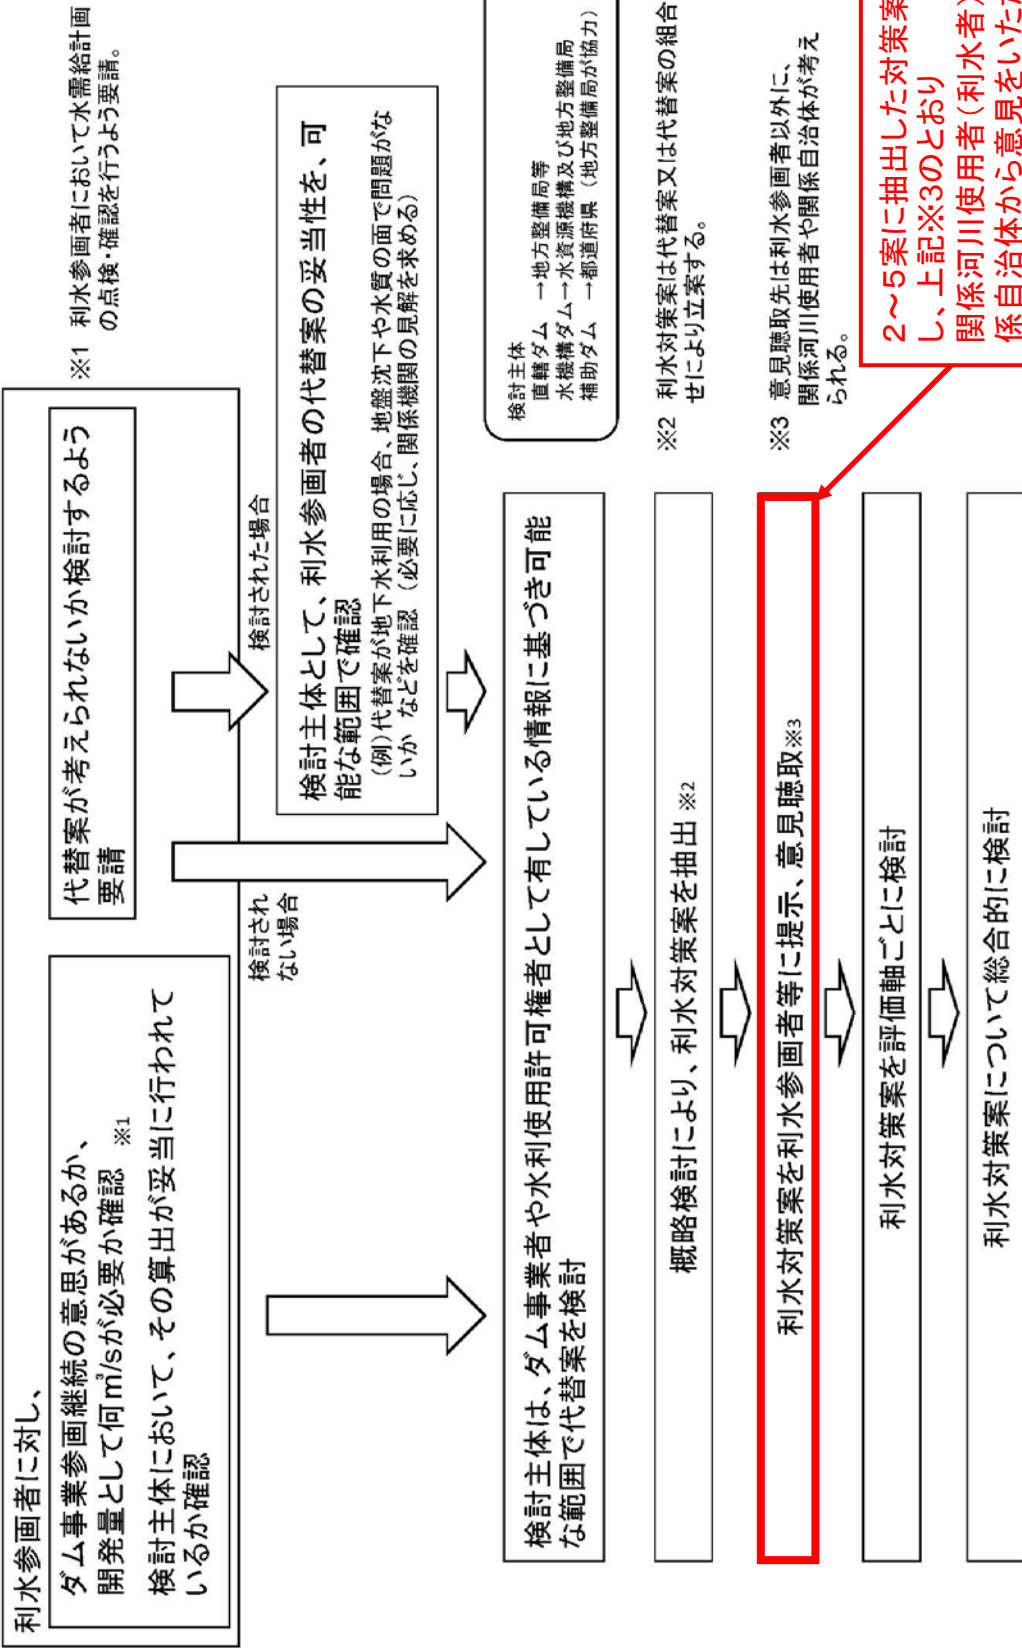 利水参画者に対し、
ダム事業参画継続の意思があるか、
開発量として何㎥/sが必要か確認 ※1
検討主体において、その算出が妥当に行われて
いるか確認
代替案が考えられないか検討するよう
要請
※1 利水参画者において水需給計画
の点検・確認を行うよう要請。
検討された場合
検討され
ない場合
検討主体として、利水参画者の代替案の妥当性を、可
能な範囲で確認
(例)代替案が地下水利用の場合、地盤沈下や水質の面で問題がな
いか などを確認 (必要に応じ、関係機関の見解を求める)
検討主体は、ダム事業者や水利使用許可権者として有している情報に基づき可能
な範囲で代替案を検討
検討主体
直轄ダム →地方整備局等
水機構ダム→水資源機構及び地方整備局
補助ダム →都道府県(地方整備局が協力)
概略検討により、利水対策案を抽出 ※2
※2 利水対策案は代替案又は代替案の組合
せにより立案する。
利水対策案を利水参画者等に提示、意見聴取※3
※3 意見聴取先は利水参画者以外に、
関係河川使用者や関係自治体が考え
られる。
2～5案に抽出した対策案
し、上記※3のとおり
関係河川使用者(利水者)
係自治体から意見をいただ
利水対策案を評価軸ごとに検討
利水対策案について総合的に検討